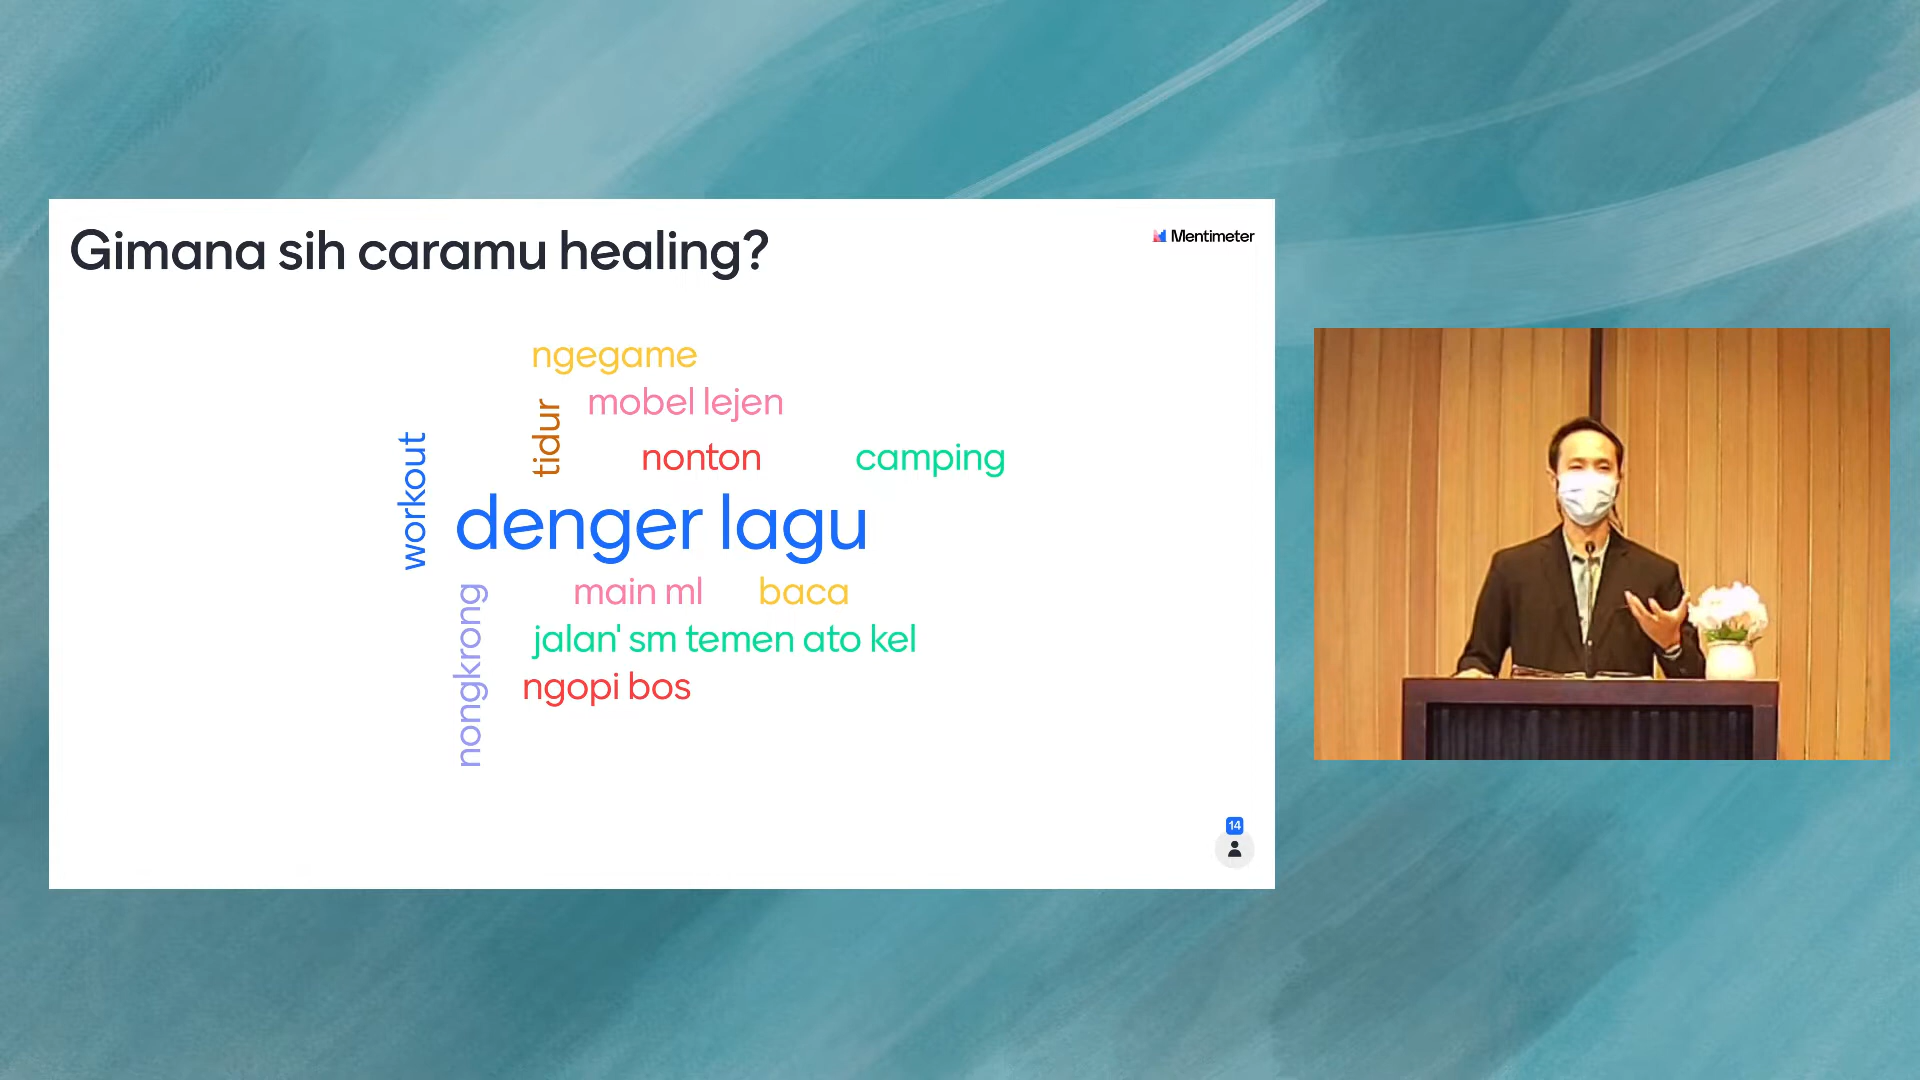 Gimana sih caramu healing?
Mentimeter
ngegame
mobel lejen
tidur
workout
nonton
camping
denger lagu
main ml
baca
nongkrong
jalan' sm temen ato kel
ngopi bos
14